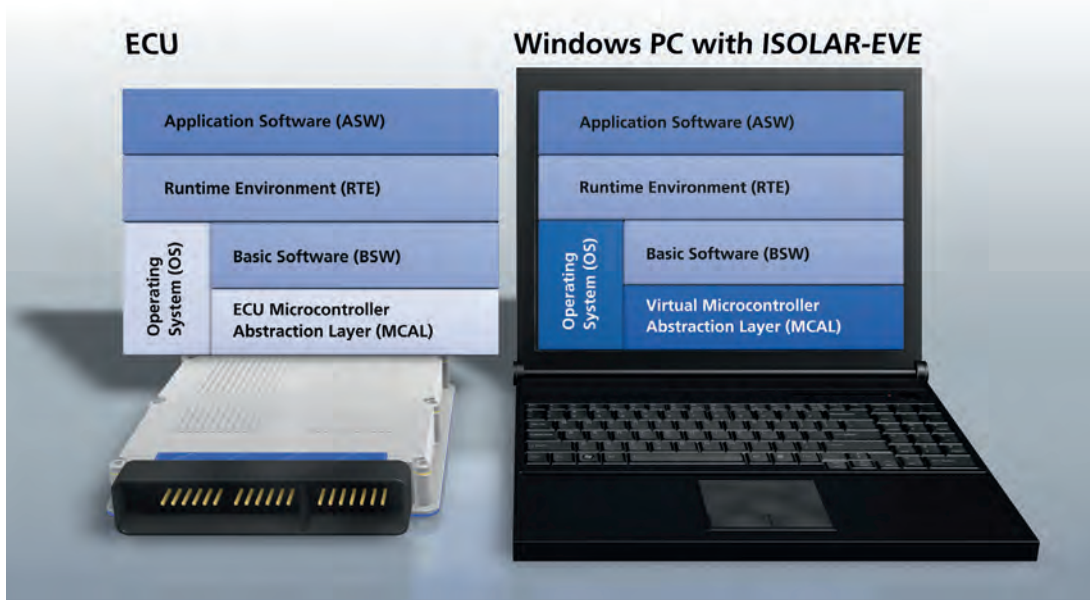 ECU
Application Software (ASW)
Runtime Environment (RTE)
Operating
System (OS)
Basic Software (BSW)
ECU Microcontroller
Abstraction Layer (MCAL)
Windows PC with ISOLAR-EVE
Application Software (ASW)
Runtime Environment (RTE)
Operating
System (OS)
Basic Software (BSW)
Virtual Microcontroller
Abstraction Layer (MCAL)